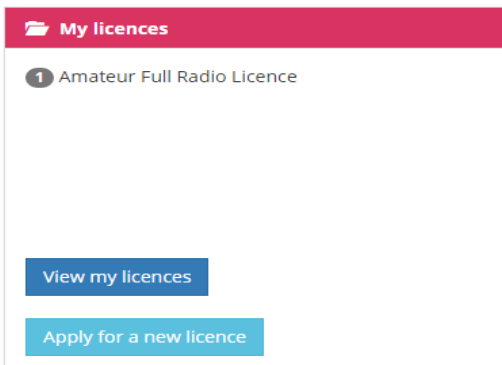 My licences
1 Amateur Full Radio Licence
View my licences
Apply for a new licence